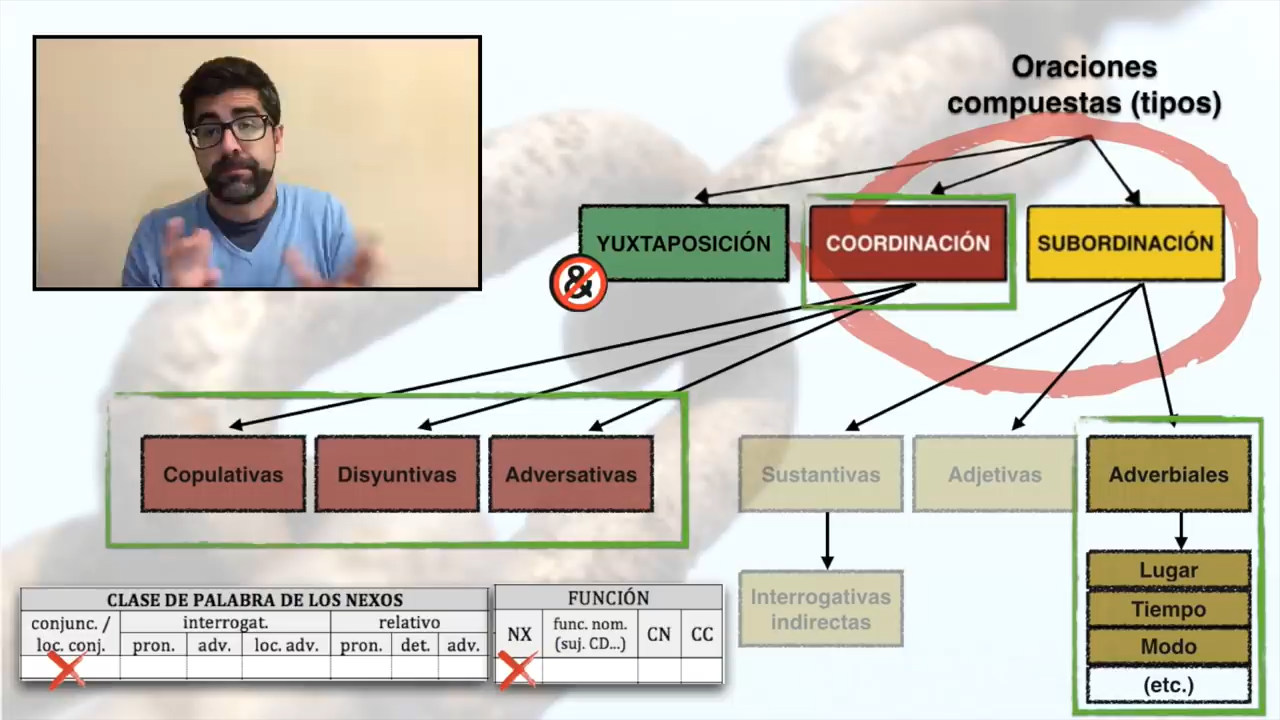 Oraciones
compuestas (tipos)
YUXTAPOSICIÓN
COORDINACIÓN
SUBORDINACIÓN
&
Copulativas
Disyuntivas
Adversativas
Sustantivas
Adjetivas
Adverbiales
Interrogativas
indirectas
Lugar
Tiempo
Modo
(etc.)
CLASE DE PALABRA DE LOS NEXOS
conjunc. /
loc. conj.
interrogat.
relativo
pron.
adv.
loc. adv.
pron.
det.
adv.
FUNCIÓN
NX
func. nom.
(suj. CD...)
CN
CC